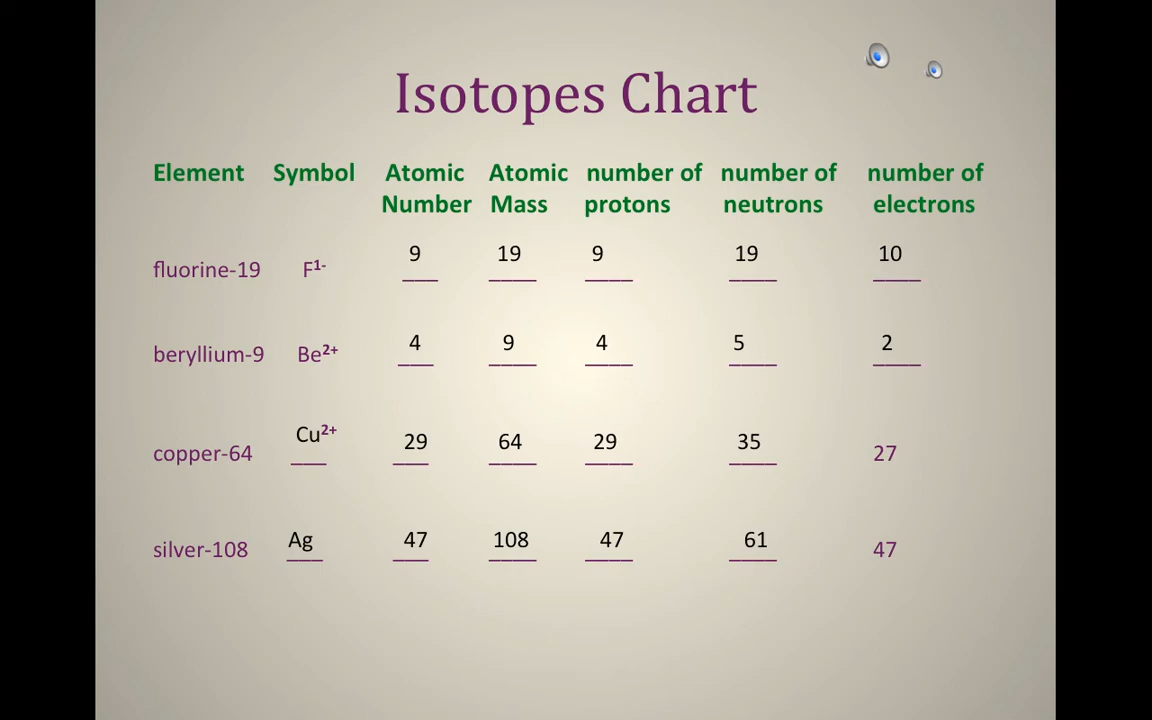 Isotopes Chart
Element Symbol Atomic Number Atomic Mass number of protons number of neutrons number of electrons
fluorine-19 F¹⁻ 9 19 9 19 10
beryllium-9 Be²⁺ 4 9 4 5 2
copper-64 Cu²⁺ 29 64 29 35 27
silver-108 Ag 47 108 47 61 47